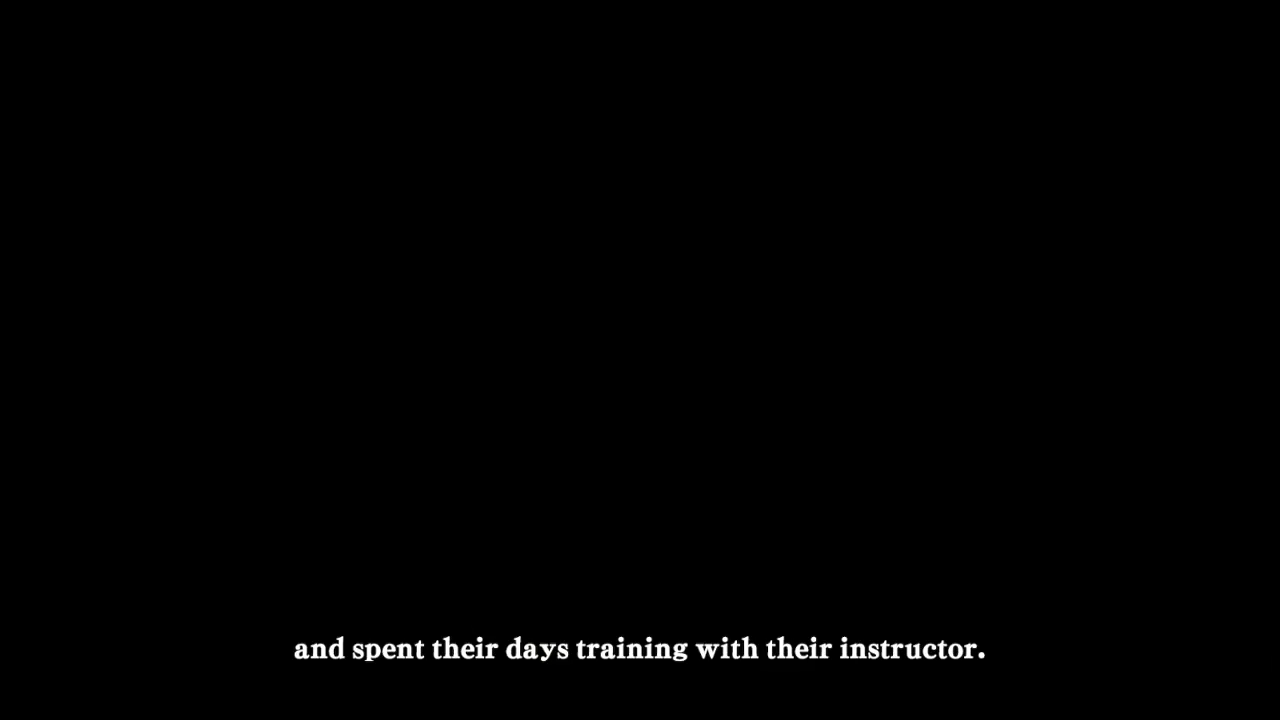 and spent their days training with their instructor.